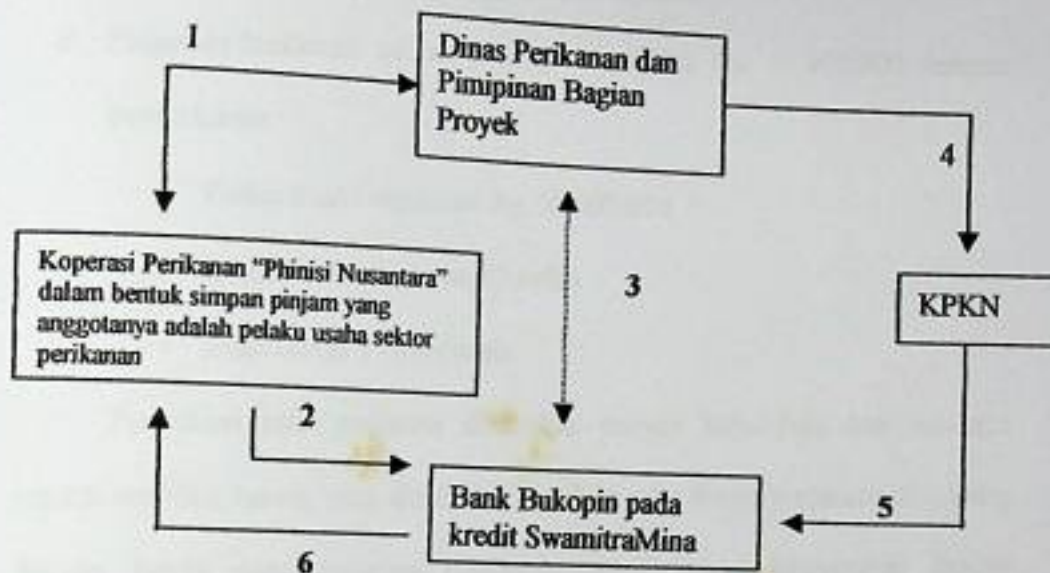 1
Dinas Perikanan dan
Pimipinan Bagian
Proyek
4
Koperasi Perikanan "Phinisi Nusantara"
dalam bentuk simpan pinjam yang
anggotanya adalah pelaku usaha sektor
perikanan
3
KPKN
2
Bank Bukopin pada
kredit SwamitraMina
5
6